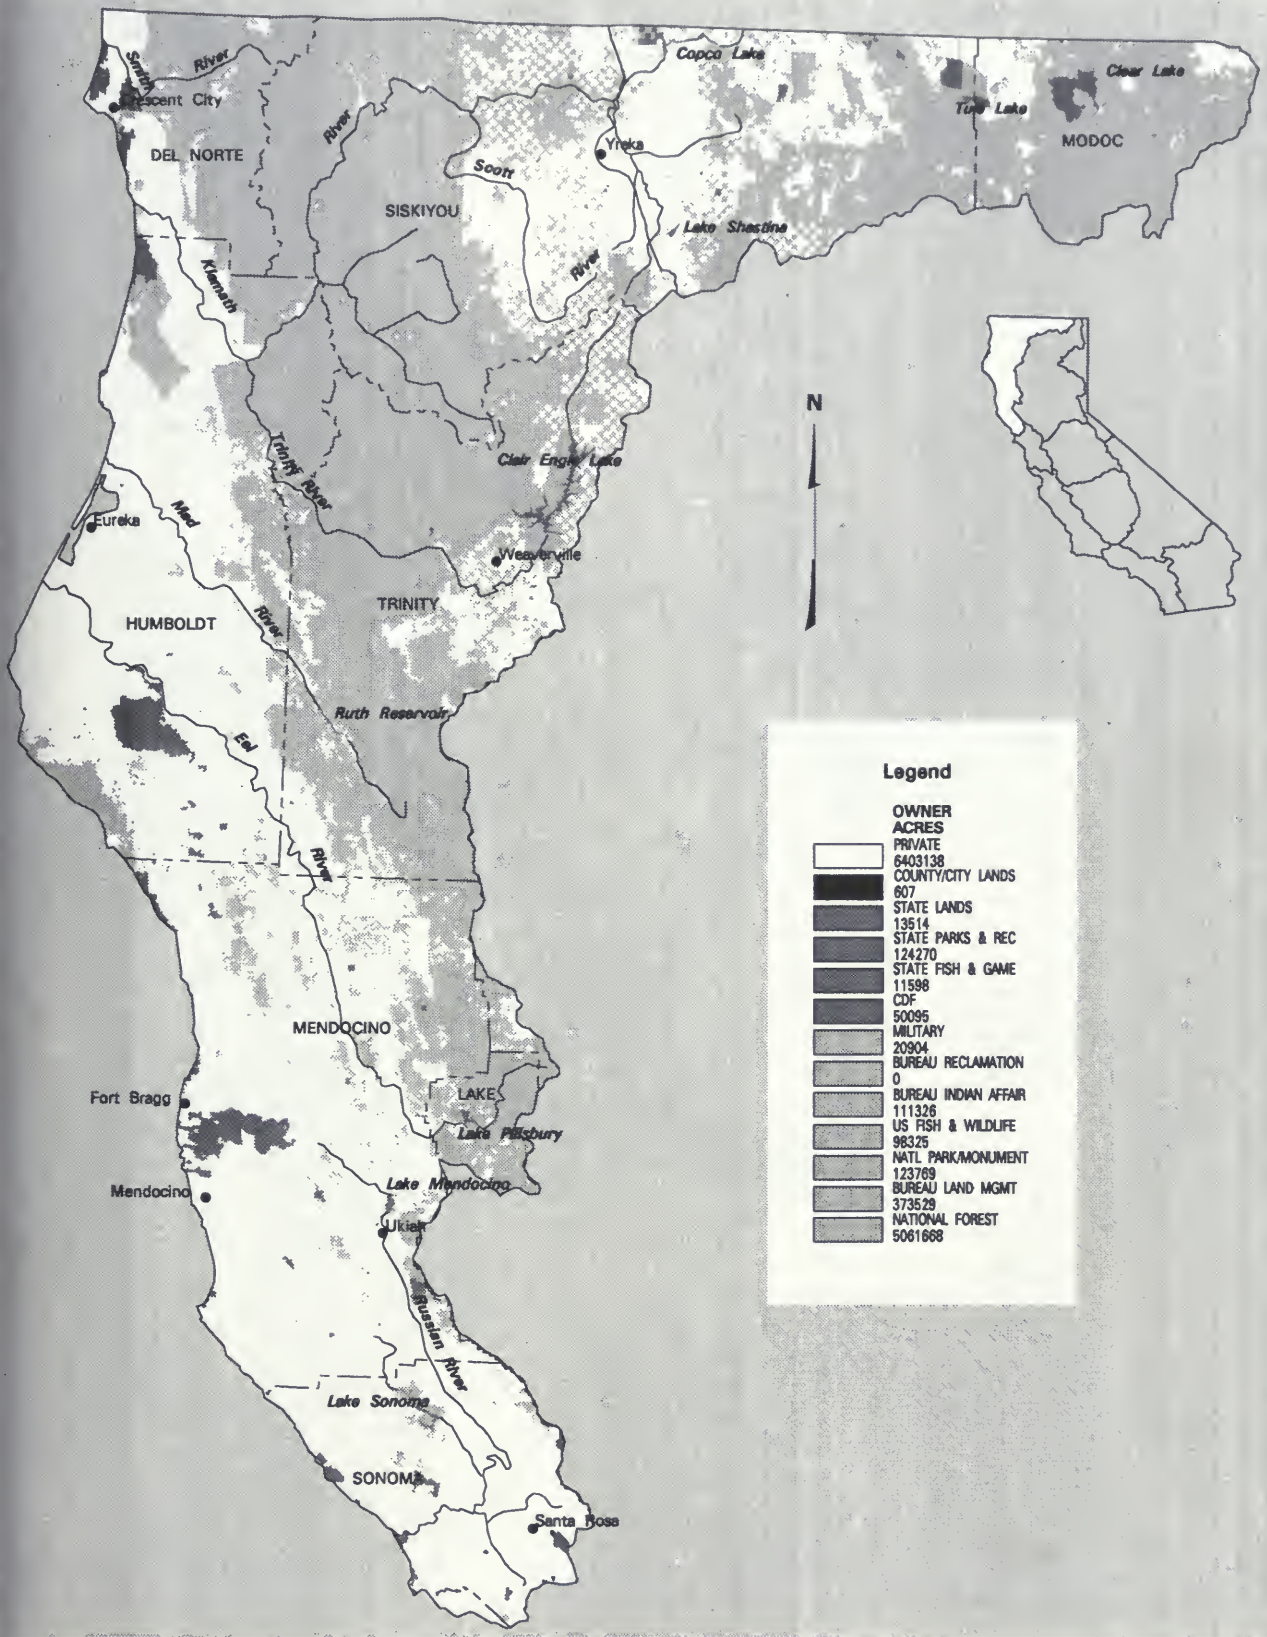 Copco Lake
Clear Lake
Smith
River
Crescent City
Tule Lake
MODOC
River
Yreka
DEL NORTE
Scott
SISKIYOU
Lake Shastina
River
Klamath
N
Trinity
River
Clair Engle Lake
Mad
Eureka
Weaverville
TRINITY
HUMBOLDT
River
Ruth Reservoir
Eel
River
Legend
OWNER
ACRES
PRIVATE
6403138
COUNTY/CITY LANDS
607
STATE LANDS
13514
STATE PARKS & REC
124270
STATE FISH & GAME
11598
CDF
50095
MILITARY
20904
BUREAU RECLAMATION
0
BUREAU INDIAN AFFAIR
111326
US FISH & WILDLIFE
98325
NATL PARK/MONUMENT
123769
BUREAU LAND MGMT
373529
NATIONAL FOREST
5061668
MENDOCINO
LAKE
Fort Bragg
Lake Pillsbury
Lake Mendocino
Mendocino
Ukiah
Russian River
Lake Sonoma
SONOMA
Santa Rosa